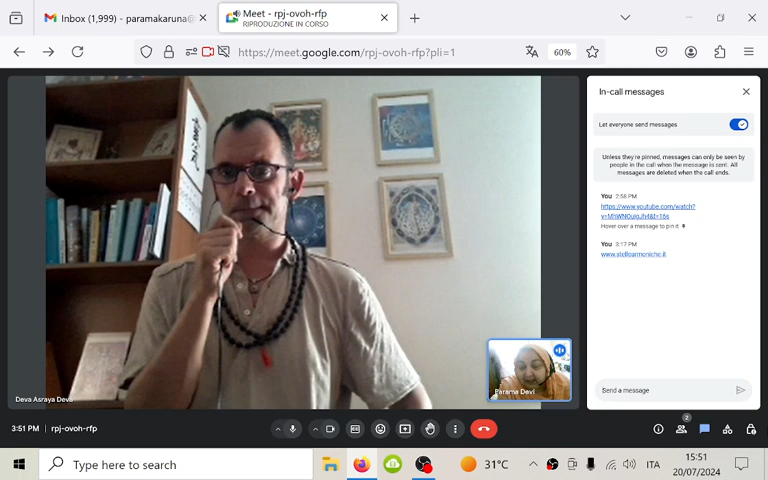 Inbox (1,999) - paramakaruna@
Meet - rpj-ovoh-rfp
RIPRODUZIONE IN CORSO
https://meet.google.com/rpj-ovoh-rfp?pli=1
60%
In-call messages
Let everyone send messages
Unless they're pinned, messages can only be seen by
people in the call when the message is sent. All
messages are deleted when the call ends.
You 2:58 PM
https://www.youtube.com/watch?
Hover over a message to pin it
You 3:17 PM
www.stelloarmoniche.it
Send a message
Deva Asraya Deva
Parama Devi
3:51 PM | rpj-ovoh-rfp
2
Type here to search
31°C
ITA
15:51
20/07/2024